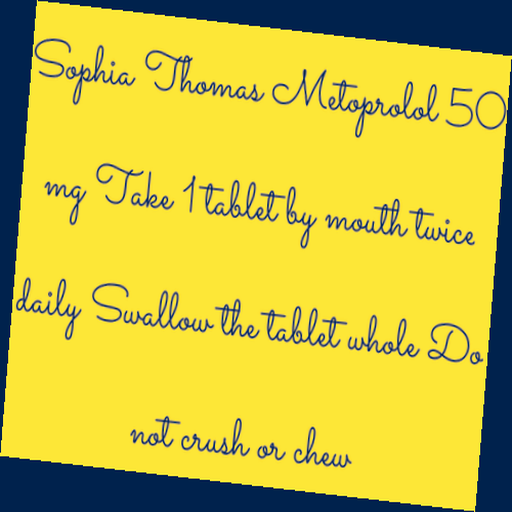 Sophia Thomas Metoprolol 50
mg Take 1 tablet by mouth twice
daily Swallow the tablet whole Do
not crush or chew